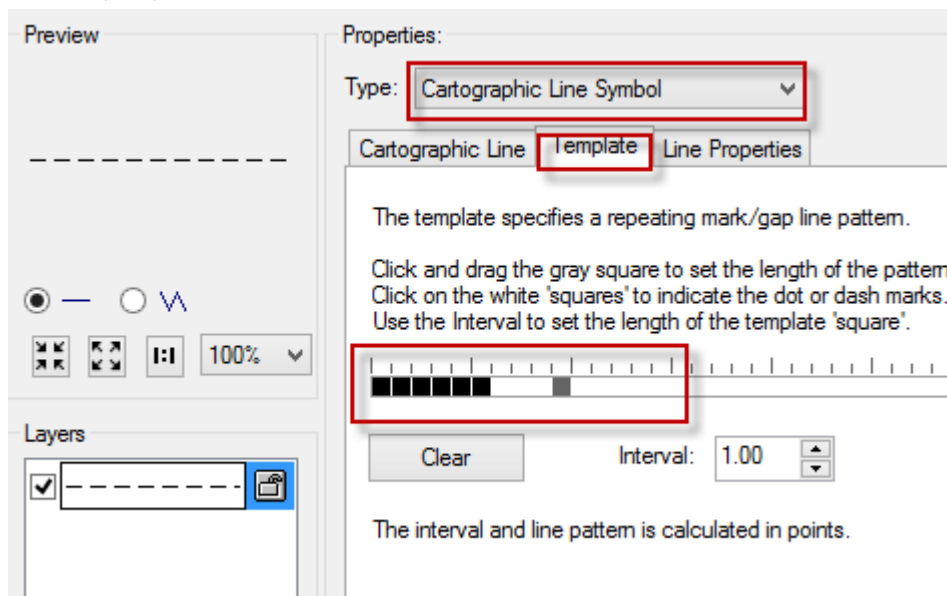 Preview
Properties:
Type: Cartographic Line Symbol
Cartographic Line Template Line Properties
The template specifies a repeating mark/gap line pattern.
Click and drag the gray square to set the length of the pattern
Click on the white 'squares' to indicate the dot or dash marks.
Use the Interval to set the length of the template 'square'.
1:1 100%
Layers
Clear Interval: 1.00
The interval and line pattern is calculated in points.